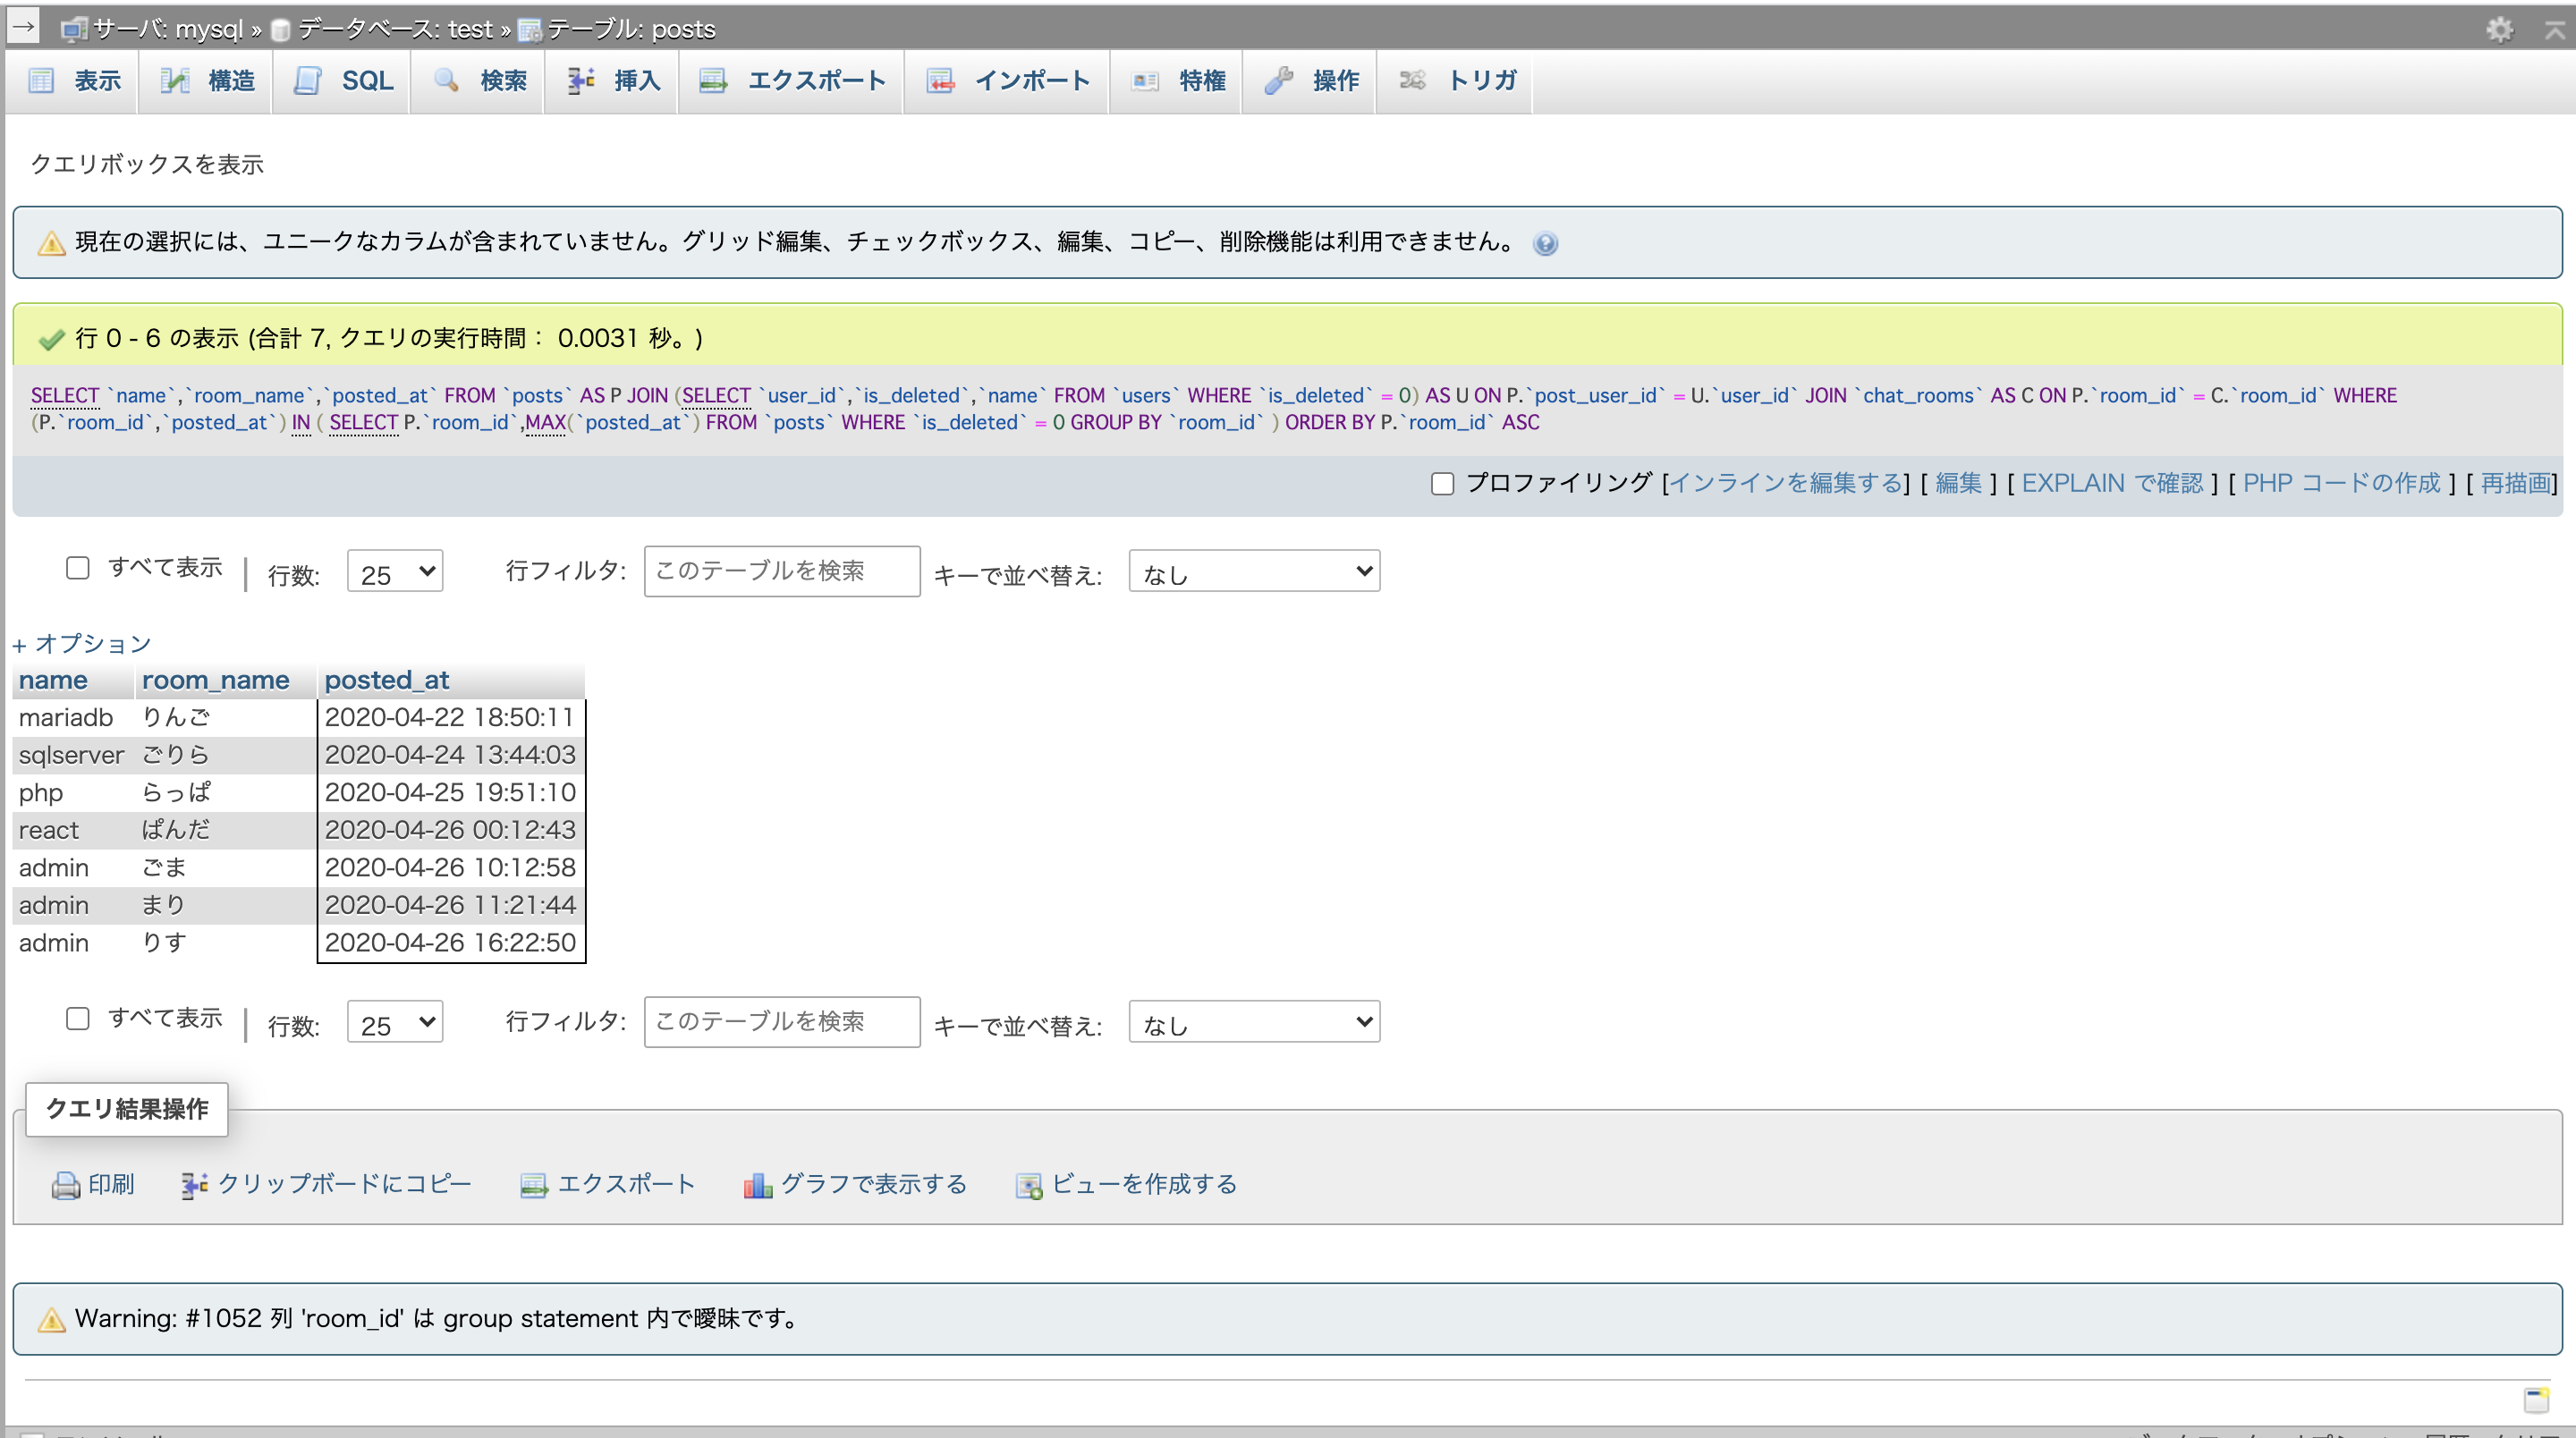 → サーバ: mysql » データベース: test » テーブル: posts
表示 構造 SQL 検索 挿入 エクスポート インポート 特権 操作 トリガ
クエリボックスを表示
現在の選択には、ユニークなカラムが含まれていません。グリッド編集、チェックボックス、編集、コピー、削除機能は利用できません。
行 0 - 6 の表示 (合計 7, クエリの実行時間： 0.0031 秒。)
SELECT `name`,`room_name`,`posted_at` FROM `posts` AS P JOIN (SELECT `user_id`,`is_deleted`,`name` FROM `users` WHERE `is_deleted` = 0) AS U ON P.`post_user_id` = U.`user_id` JOIN `chat_rooms` AS C ON P.`room_id` = C.`room_id` WHERE
(P.`room_id`,`posted_at`) IN ( SELECT P.`room_id`,MAX(`posted_at`) FROM `posts` WHERE `is_deleted` = 0 GROUP BY `room_id` ) ORDER BY P.`room_id` ASC
プロファイリング [インラインを編集する] [ 編集 ] [ EXPLAIN で確認 ] [ PHP コードの作成 ] [ 再描画]
すべて表示 | 行数: 25 行フィルタ: このテーブルを検索 キーで並べ替え: なし
+ オプション
name room_name posted_at
mariadb りんご 2020-04-22 18:50:11
sqlserver ごりら 2020-04-24 13:44:03
php らっぱ 2020-04-25 19:51:10
react ぱんだ 2020-04-26 00:12:43
admin ごま 2020-04-26 10:12:58
admin まり 2020-04-26 11:21:44
admin りす 2020-04-26 16:22:50
すべて表示 | 行数: 25 行フィルタ: このテーブルを検索 キーで並べ替え: なし
クエリ結果操作
印刷 クリップボードにコピー エクスポート グラフで表示する ビューを作成する
Warning: #1052 列 'room_id' は group statement 内で曖昧です。